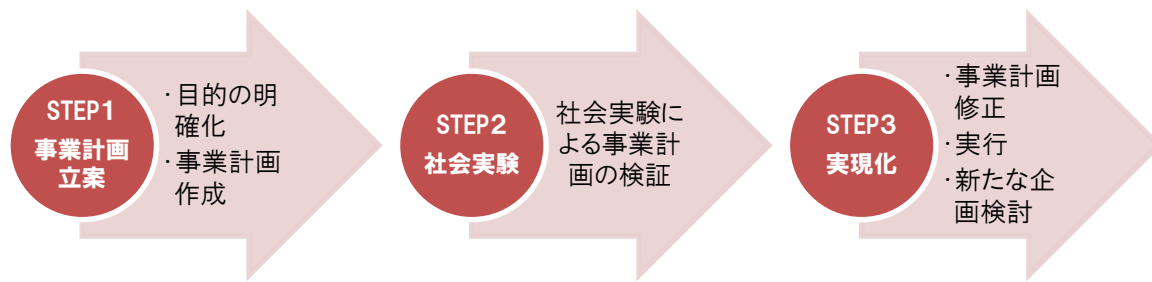 STEP1
事業計画
立案
・目的の明
確化
・事業計画
作成
STEP2
社会実験
社会実験に
よる事業計
画の検証
STEP3
実現化
・事業計画
修正
・実行
・新たな企
画検討